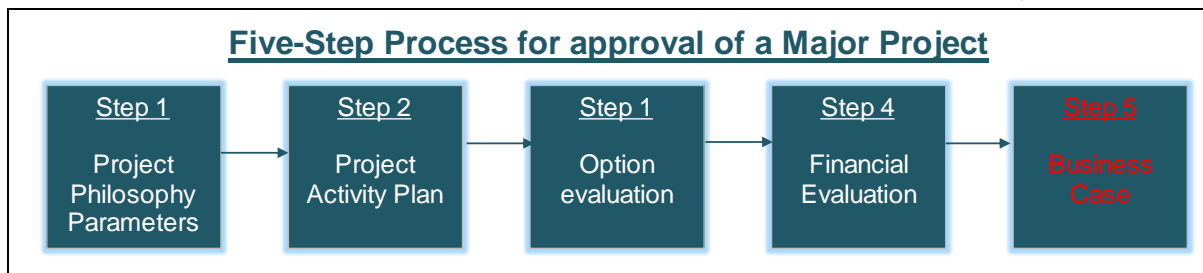 Five-Step Process for approval of a Major Project
Step 1
Project
Philosophy
Parameters
Step 2
Project
Activity Plan
Step 1
Option
evaluation
Step 4
Financial
Evaluation
Step 5
Business
Case